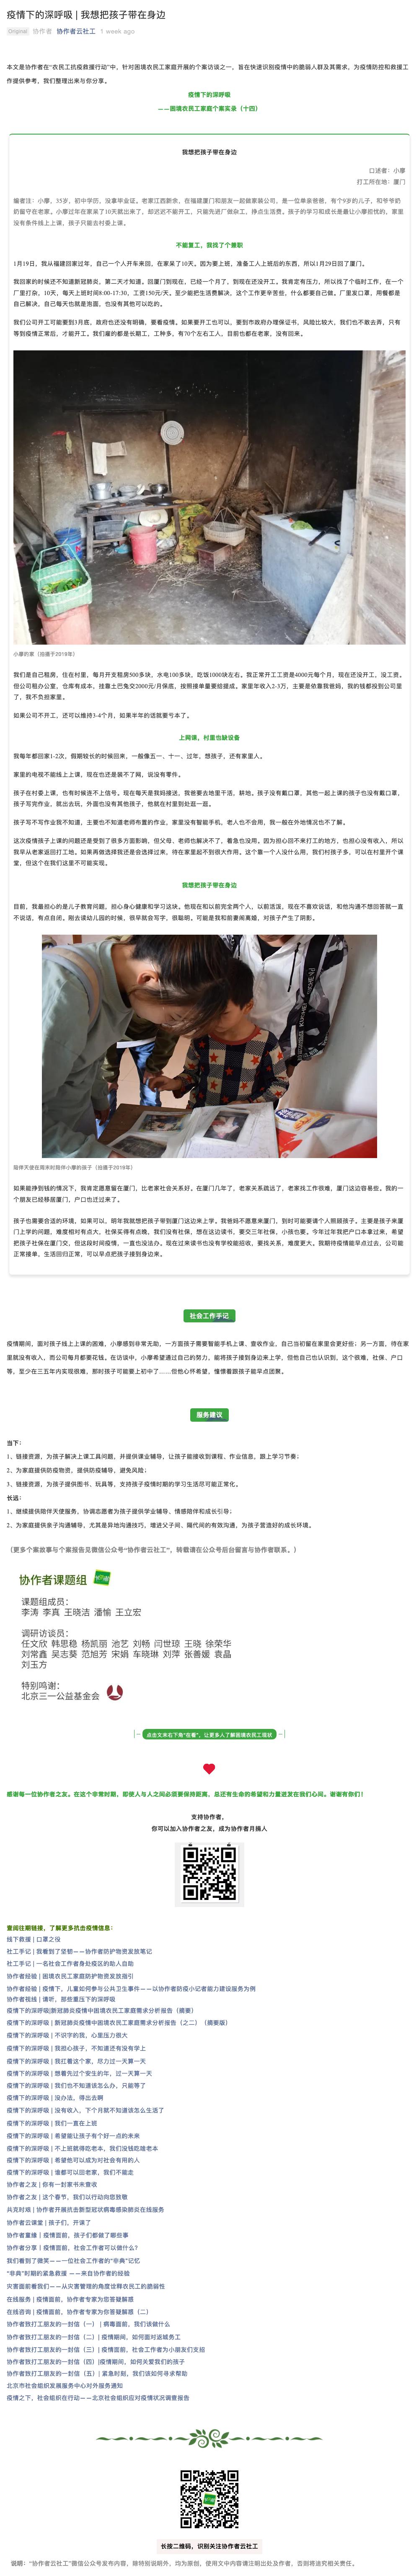 疫情下的深呼吸 | 我想把孩子带在身边
Original 协作者 协作者云社工 1 week ago
本文是协作者在“农民工抗疫救援行动”中，针对困境农民工家庭开展的个案访谈之一，旨在快速识别疫情中的脆弱人群及其需求，为疫情防控和救援工
作提供参考，我们整理出来与你分享。
疫情下的深呼吸
——困境农民工家庭个案实录（十四）
我想把孩子带在身边
口述者：小廖
打工所在地：厦门
编者注：小廖，35岁，初中学历，没拿毕业证。老家江西新余，在福建厦门和朋友一起做家装公司，是一位单亲爸爸，有个9岁的儿子，和爷爷奶
奶留守在老家。小廖过年在家呆了10天就出来了，却迟迟不能开工，只能先进厂做杂工，挣点生活费。孩子的学习和成长是最让小廖担忧的，家里
没有条件线上上课，孩子只能去村委上课。
不能复工，我找了个兼职
1月19日，我从福建回家过年，自己一个人开车来回，在家呆了10天。因为要上班，准备工人上班后的东西，所以1月29日回了厦门。
我回家的时候还不知道新冠肺炎，第二天才知道。回厦门到现在，已经一个月了，到现在还没开工。我肯定有压力，所以找了个临时工作，在一个
厂里打杂，10天，每天上班时间8:00-17:30，工资150元/天。至少能把生活费解决。这个工作更辛苦些，什么都要自己做。厂里发口罩，用餐都是
自己解决，自己每天也就是泡面，也没有其他可以吃的。
我们公司开工可能要到3月底，政府也还没有明确，要看疫情。如果要开工也可以，要到市政府办理保证书，风险比较大，我们也不敢去弄，只有
等到疫情正常后，才能开工。我们雇的都是长期工，工种多，有70个左右工人，目前也都在老家，没有回来。
小廖的家（拍摄于2018年）
我们是自己租房，住在村里，每月开支租房500多块，水电100多块，吃饭1000块左右。我正常开工工资是4000元每个月，现在还没开工，没工资。
但公司租办公室、仓库有成本，挂靠土巴兔交2000元/月保底，按照接单量要给提成。家里年收入2-3万，主要是依靠我爸妈，我的钱都投到公司里
了，我不负担家里。
如果公司不开工，还可以维持3-4个月，如果半年的话就要亏本了。
上网课，村里也缺设备
我每年都回家1-2次，假期较长的时候回来，一般像五一、十一、过年，想孩子，还有家里人。
家里的电视不能线上上课，现在也还是装不了网，说没有零件。
孩子在村委上课，也有时候连不上信号。现在每天是我妈接送，我爸要去地里干活，耕地。孩子没有戴口罩，其他一起上课的孩子也没有戴口罩、
孩子写完作业，就出去玩，外面也没有其他孩子，他就在村里到处逛一逛。
孩子写不写作业我不知道，主要也不知道老师布置的作业，家里没有智能手机，老人也不会用，我一般在外地情况也不了解。
这次疫情孩子上课的问题还是受到了很多方面影响，但父母、老师也解决不了，看急也没用。因为担心回不来打工的地方，也担心没有收入，所以
我早从老家返回打工地，如果再做选择我还是会选择过来，待在家里起不到很大作用。这个靠一个人没什么用，我们村孩子多，可以在村里开个课
堂，但这个在我们这里不可能实现。
我想把孩子带在身边
目前，我最担心的是儿子教育问题。担心身心健康和学习这块。他现在和以前完全两个人，以前活泼，现在不喜欢说话，和他沟通不想回答就一直
不说话，有点自闭。刚去读幼儿园的时候，很早就会写字，很聪明。可能是我和前妻闹离婚，对孩子产生了阴影。
陪伴天使在周末时陪伴小廖的孩子（拍摄于2019年）
如果能挣到钱的情况下，我肯定愿意留在厦门，比老家社会关系好。在厦门几年了，老家关系疏远了，老家找工作很难，厦门这边容易些。我的一
个朋友已经移居厦门，户口也迁过来了。
孩子也需要合适的环境，如果可以，明年我就想把孩子带到厦门这边来上学。我爸妈不愿意来厦门，到时可能要请个人照顾孩子。主要是孩子来厦
门上学的问题，难度相对有点大，社保买得有点晚，我们没有社保，想在这边读书，要交三年社保，小孩也要。今年过年我把户口本拿过来，希望
把孩子社保在厦门交，但这段时间疫情，一直也没法办。现在过来读书也没有学校能招收，要找关系，难度更大。我期待疫情能早点过去，公司能
正常接单，生活回归正常，可以早点把孩子接到身边来。
社会工作手记
疫情期间，面对孩子线上上课的困难，小廖感到非常无助，一方面孩子需要智能手机上课、查收作业，自己当初留在家里会更好些；另一方面，待在家
里就没有收入，而公司每月都要花钱。在访谈中，小廖希望通过自己的努力，能将孩子接到身边来上学，但他自己也认识到，这个很难，社保、户口
等，至少在三五年内实现很难，那时孩子可能要上初中了……但他心怀希望，憧憬着跟孩子能早点团聚。
服务建议
当下：
1、链接资源，为孩子解决上课工具问题，并提供课业辅导，让孩子能接收到课程、作业信息，跟上学习节奏；
2、为家庭提供防疫物资，提供防疫辅导，避免风险；
3、链接资源，为孩子提供图书、玩具等，支持孩子疫情时期的学习生活尽可能正常化。
长远：
1、继续提供陪伴天使服务，协调志愿者为孩子提供学业辅导、情感陪伴和成长引导；
2、为家庭提供亲子沟通辅导，尤其是异地沟通技巧，增进父子间、隔代间的有效沟通，为孩子营造好的成长环境。
（更多个案故事与个案报告见微信公众号“协作者云社工”，转载请在公众号后台留言与协作者联系。）
协作者课题组
课题组成员：
李涛 李真 王晓洁 潘愉 王立宏
调研访谈员：
任文欣 韩思稳 杨凯丽 池艺 刘畅 闫世琼 王晓 徐荣华
刘常鑫 吴志葵 范旭芳 宋娟 车晓琳 刘萍 张善媛 袁晶
刘玉方
特别鸣谢：
北京三一公益基金会
点击文末右下角“在看”，让更多人了解困境农民工现状
感谢每一位协作者之友。在这个非常时期，即使人与人之间必须要保持距离，总还有生命的希望和力量迸发在我们心间。谢谢有你们！
支持协作者，
你可以加入协作者之友，成为协作者月捐人
查阅往期链接，了解更多抗击疫情信息：
线下救援 | 口罩之役
社工手记 | 我看到了坚韧——协作者防护物资发放笔记
社工手记 | 一名社会工作者身处疫区的助人自助
协作者经验 | 困境农民工家庭防护物资发放指引
协作者经验 | 疫情下，儿童如何参与公共卫生事件——以协作者防疫小记者能力建设服务为例
协作者视线 | 请听，那些重压下的深呼吸
疫情下的深呼吸|新冠肺炎疫情中困境农民工家庭需求分析报告（摘要）
疫情下的深呼吸 | 新冠肺炎疫情中困境农民工家庭需求分析报告（之二）（摘要版）
疫情下的深呼吸 | 不识字的我，心里压力很大
疫情下的深呼吸 | 我担心孩子，不知道还有没有学上
疫情下的深呼吸 | 我扛着这个家，尽力过一天算一天
疫情下的深呼吸 | 想着先过个安生的年，过一天算一天
疫情下的深呼吸 | 我们也不知道该怎么办，只能等了
疫情下的深呼吸 | 没办法，得出去啊
疫情下的深呼吸 | 没有收入，下个月就不知道该怎么生活了
疫情下的深呼吸 | 我们一直在上班
疫情下的深呼吸 | 希望能让孩子有个好一点的未来
疫情下的深呼吸 | 不上班就得吃老本，我们没钱吃啥老本
疫情下的深呼吸 | 希望他可以成为对社会有用的人
疫情下的深呼吸 | 谁都可以回老家，我们不能走
协作者之友 | 你有一封家书未查收
协作者之友 | 这个春节，我们以行动向您致敬
共克时艰 | 协作者开展抗击新型冠状病毒感染肺炎在线服务
协作者云课堂 | 孩子们，开课了
协作者童缘 | 疫情面前，孩子们都做了哪些事
协作者分享 | 疫情面前，社会工作者可以做什么？
我们看到了微笑——一位社会工作者的“非典”记忆
“非典”时期的紧急救援 ——来自协作者的经验
灾害面前看我们——从灾害管理的角度诠释农民工的脆弱性
在线服务 | 疫情面前，协作者专家为您答疑解惑
在线咨询 | 疫情面前，协作者专家为你答疑解惑（二）
协作者致打工朋友的一封信（一） | 病毒面前，我们该做什么
协作者致打工朋友的一封信（二）| 疫情期间，如何面对返城务工
协作者致打工朋友的一封信（三）| 疫情面前，社会工作者为小朋友们支招
协作者致打工朋友的一封信（四）|疫情期间，如何关爱我们的孩子
协作者致打工朋友的一封信（五）| 紧急时刻，我们该如何寻求帮助
北京市社会组织发展服务中心对外服务通知
疫情之下，社会组织在行动——北京社会组织应对疫情状况调查报告
长按二维码，识别关注协作者云社工
说明：“协作者云社工”微信公众号发布内容，除特别说明外，均为原创，使用文中内容请注明出处及作者，否则将追究相关责任。